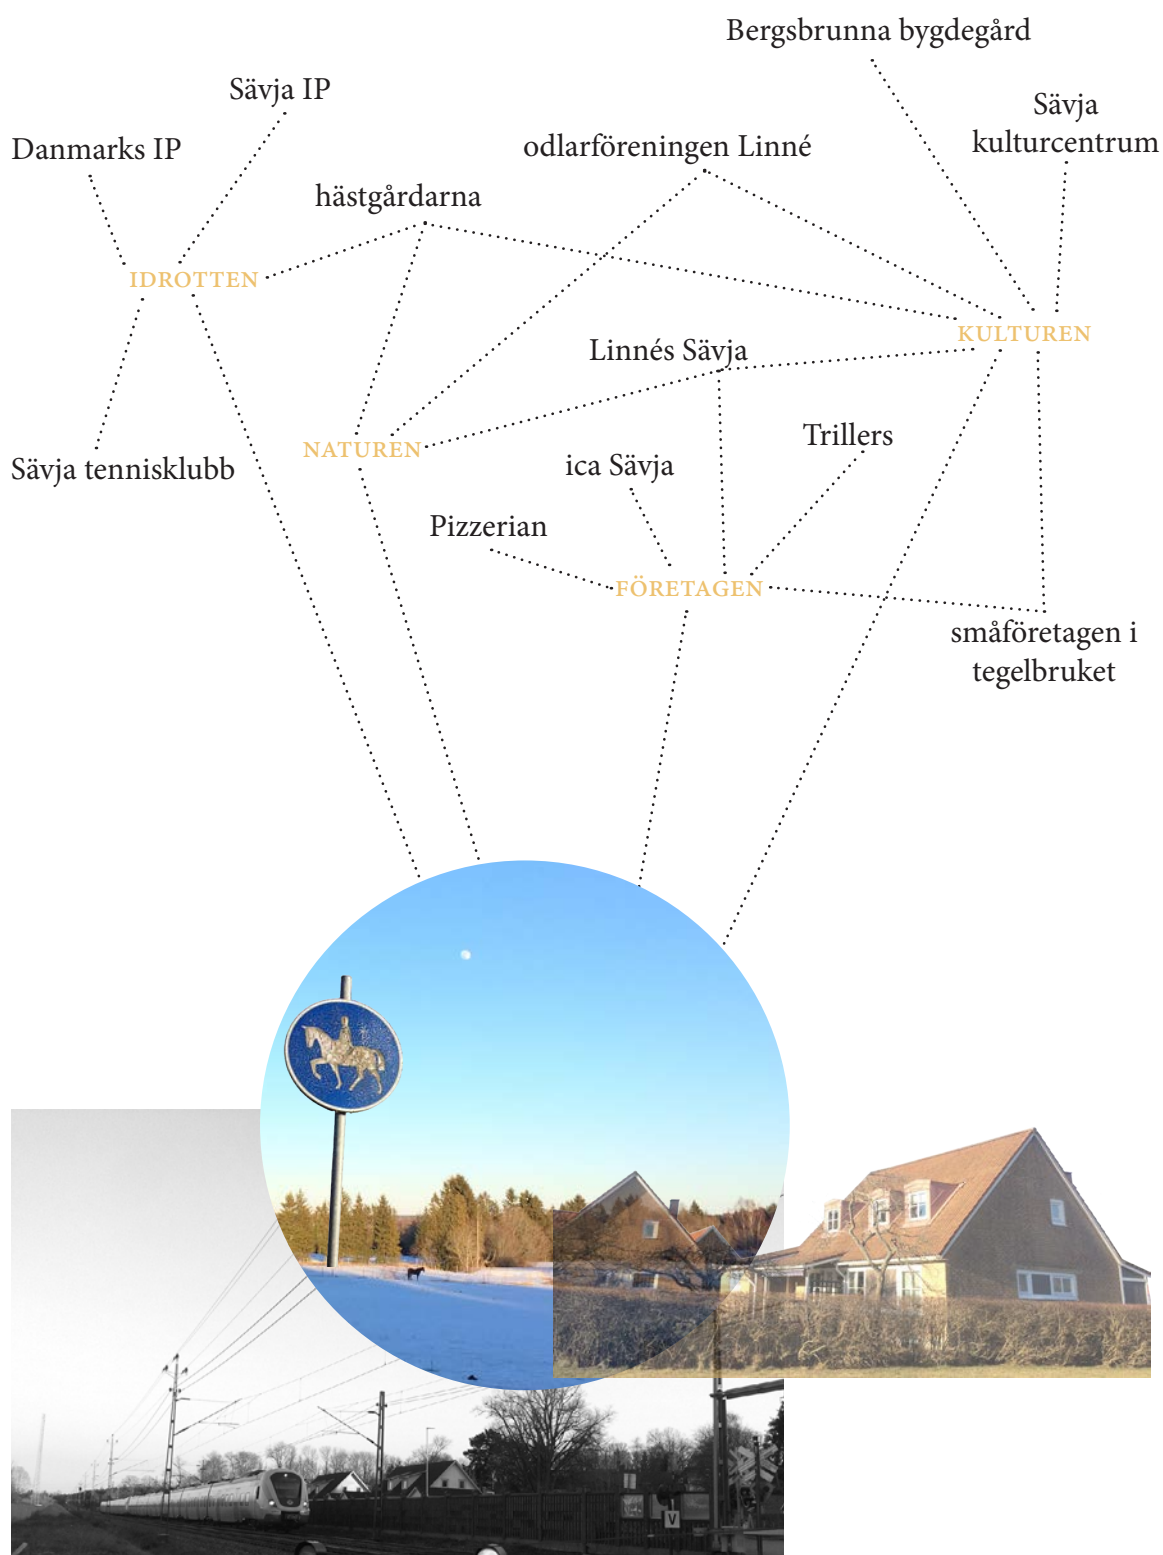 Bergsbrunna bygdegård
Sävja IP
Sävja
kulturcentrum
Danmarks IP
odlarföreningen Linné
hästgårdarna
IDROTTEN
KULTUREN
Linnés Sävja
NATUREN
Trillers
Sävja tennisklubb
ica Sävja
Pizzerian
FÖRETAGEN
småföretagen i
tegelbruket
V